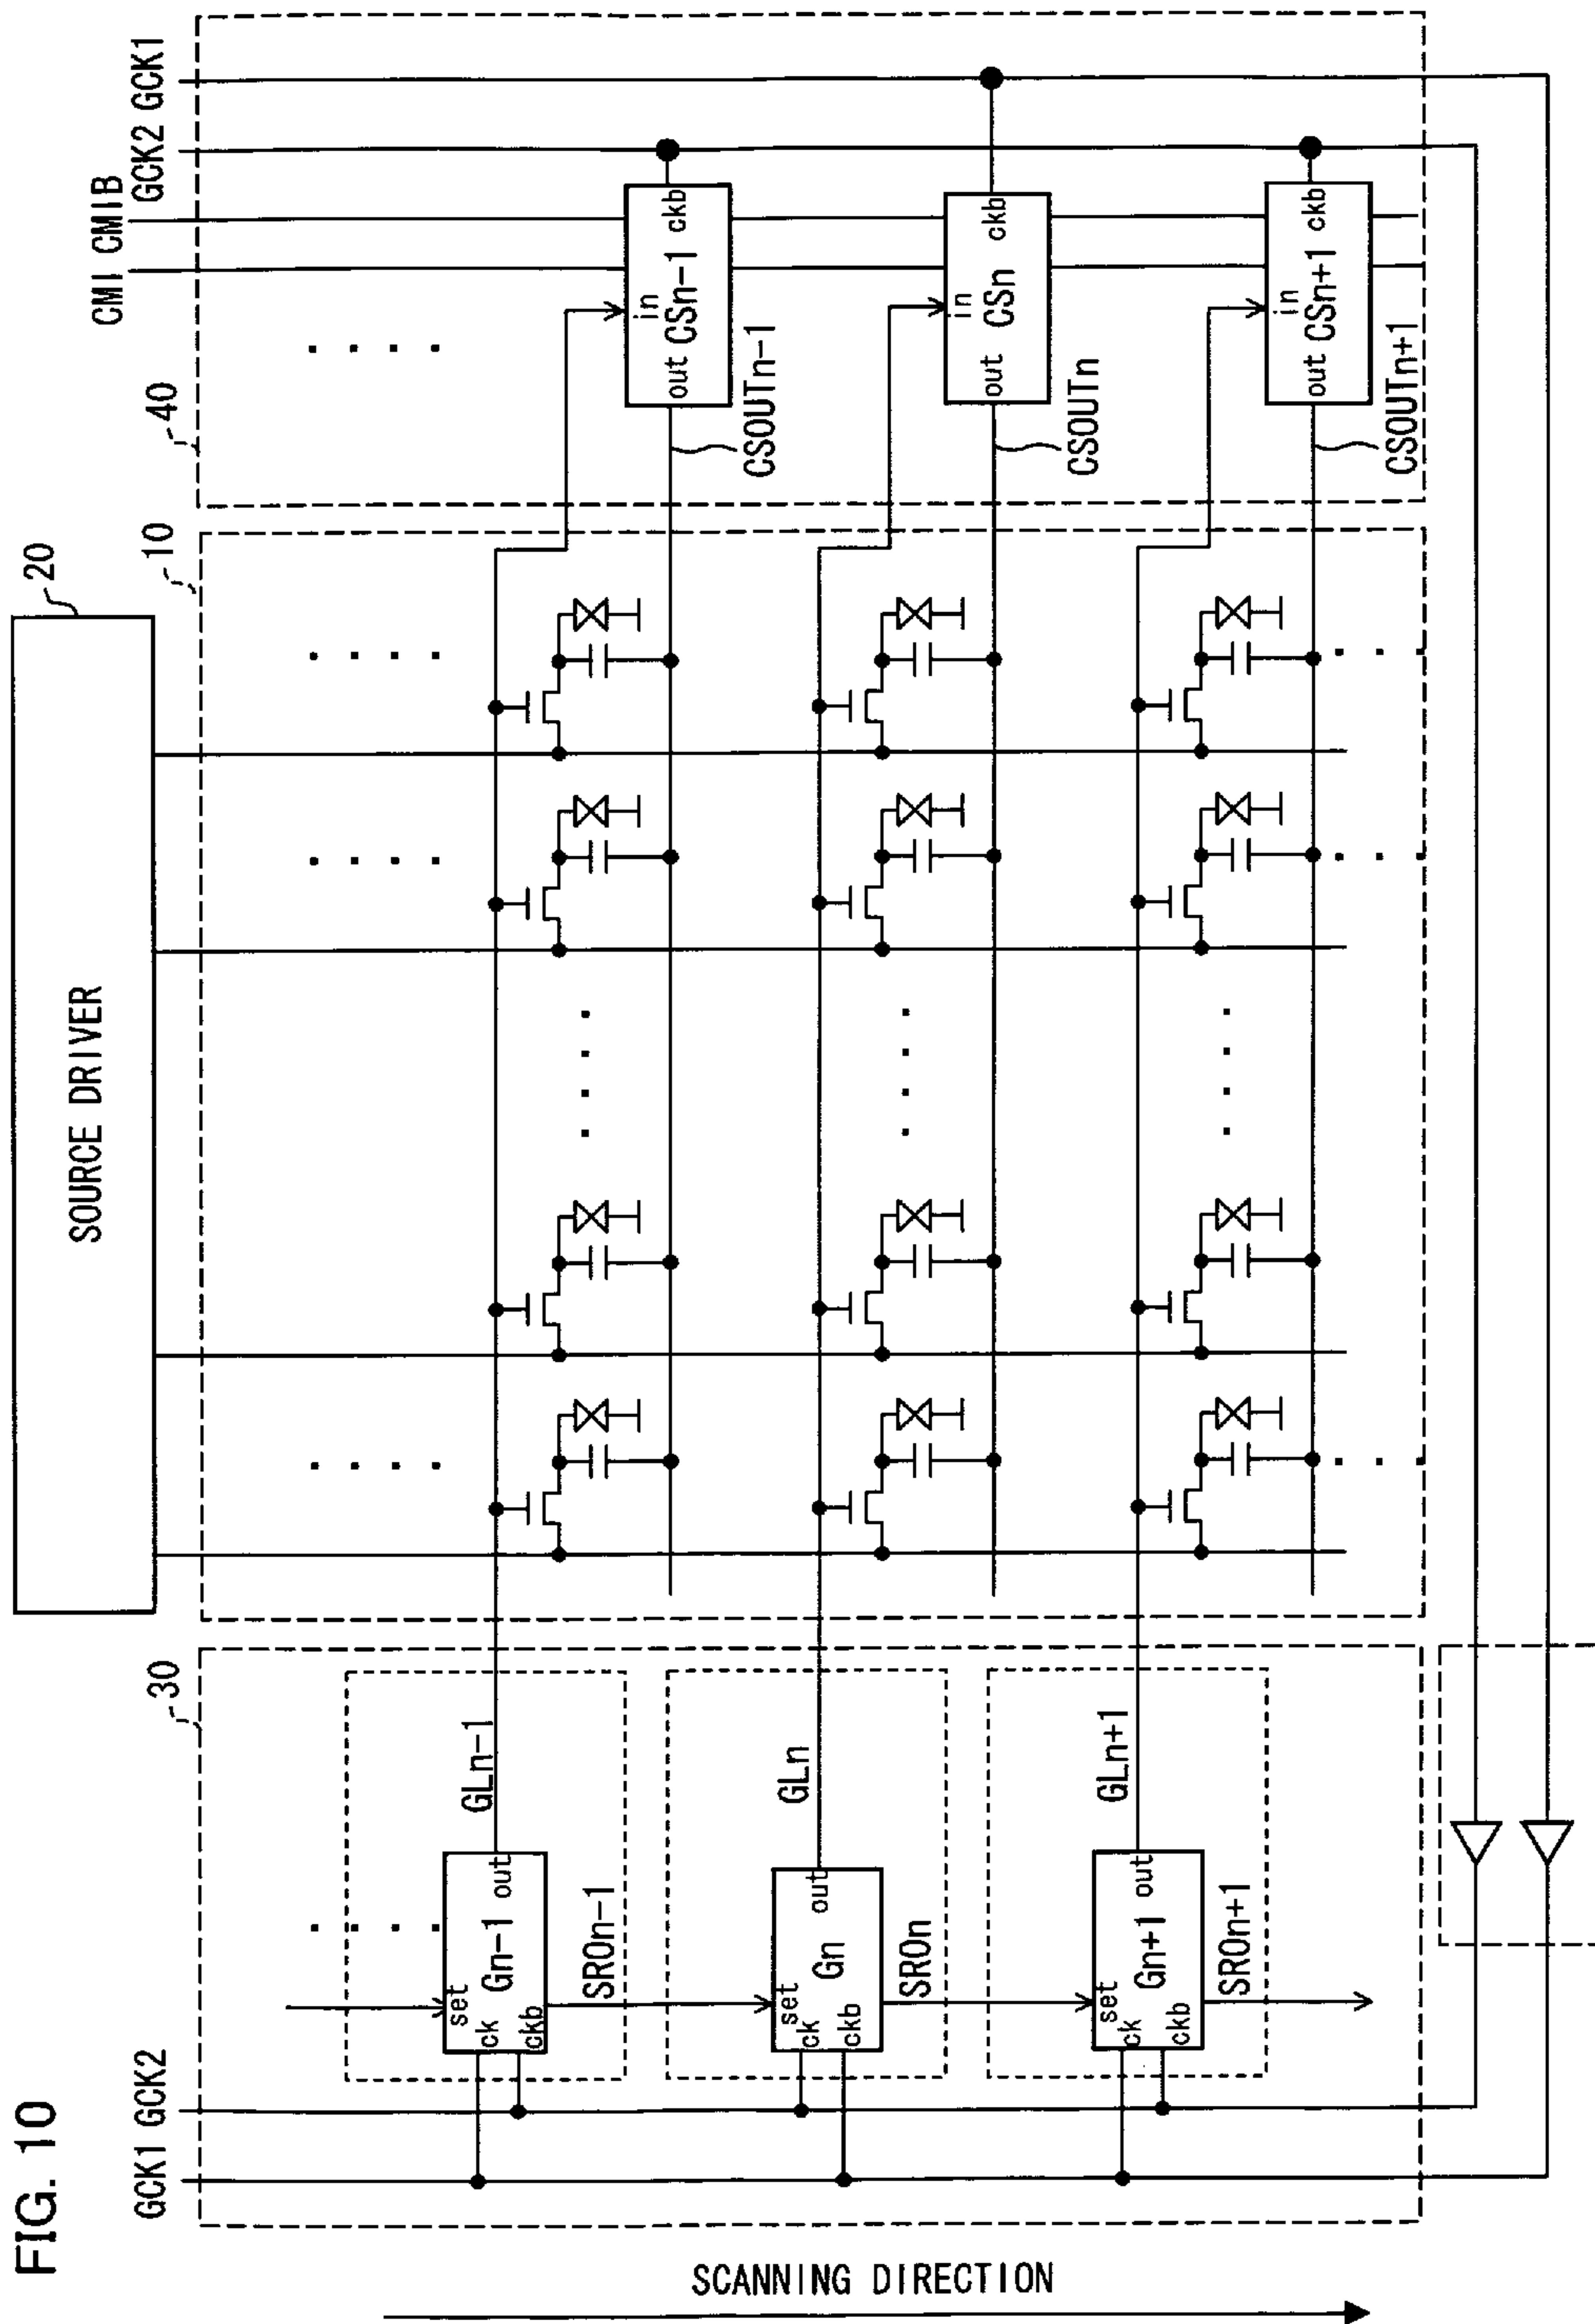 FIG. 10
SCANNING DIRECTION
20
SOURCE DRIVER
30
10
40
GCK1 GCK2
CMI CMIB GCK2 GCK1
set
ck
ckb
Gn-1
out
GLn-1
SROn-1
in
CSn-1
out
ckb
CSOUTn-1
set
ck
ckb
Gn
out
GLn
SROn
in
CSn
out
ckb
CSOUTn
set
ck
ckb
Gn+1
out
GLn+1
SROn+1
in
CSn+1
out
ckb
CSOUTn+1